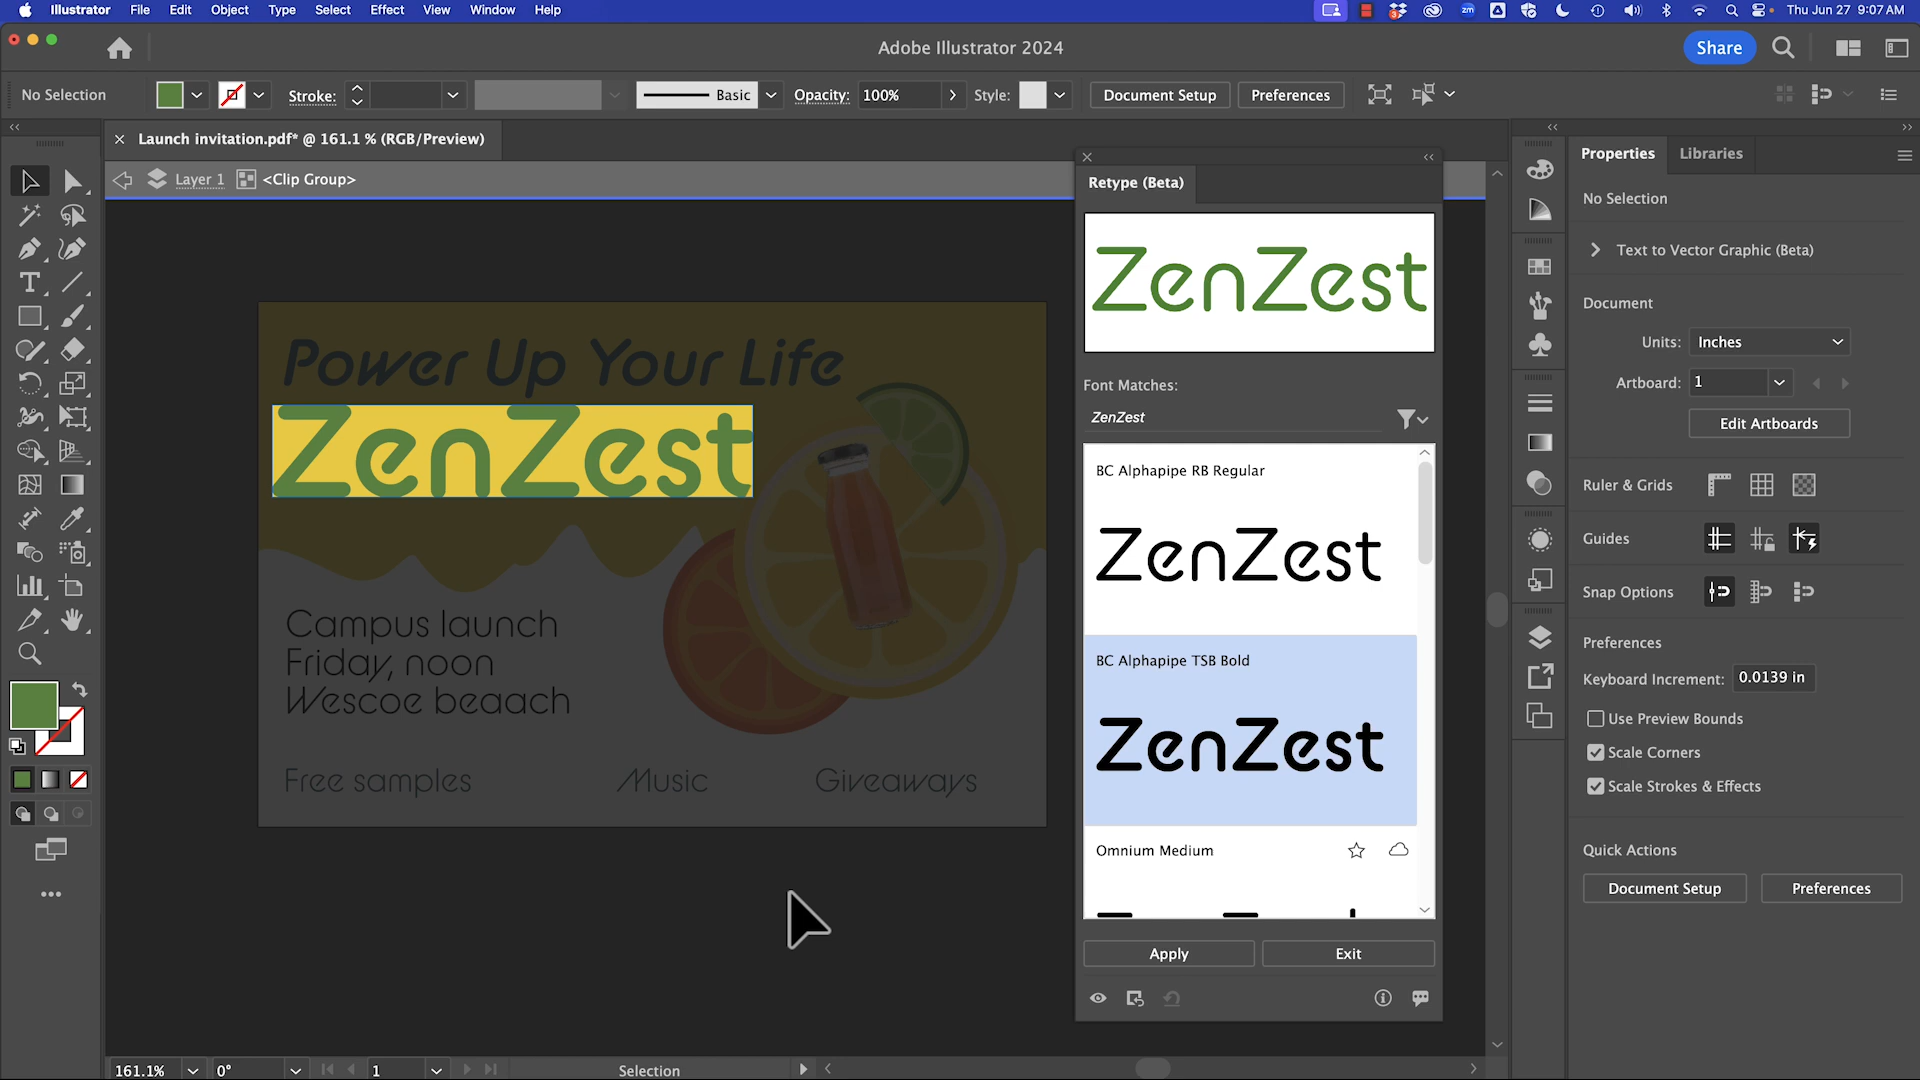 Illustrator File Edit Object Type Select Effect View Window Help
Thu Jun 27 9:07 AM
Adobe Illustrator 2024
Share
No Selection
Stroke:
Basic
Opacity: 100%
Style:
Document Setup
Preferences
Launch invitation.pdf* @ 161.1 % (RGB/Preview)
Layer 1
<Clip Group>
Power Up Your Life
ZenZest
Campus launch
Friday, noon
Wescoe beaach
Free samples
Music
Giveaways
Retype (Beta)
ZenZest
Font Matches:
ZenZest
BC Alphapipe RB Regular
ZenZest
BC Alphapipe TSB Bold
ZenZest
Omnium Medium
Apply
Exit
Properties
Libraries
No Selection
Text to Vector Graphic (Beta)
Document
Units: Inches
Artboard: 1
Edit Artboards
Ruler & Grids
Guides
Snap Options
Preferences
Keyboard Increment: 0.0139 in
Use Preview Bounds
Scale Corners
Scale Strokes & Effects
Quick Actions
Document Setup
Preferences
161.1%
0°
1
Selection